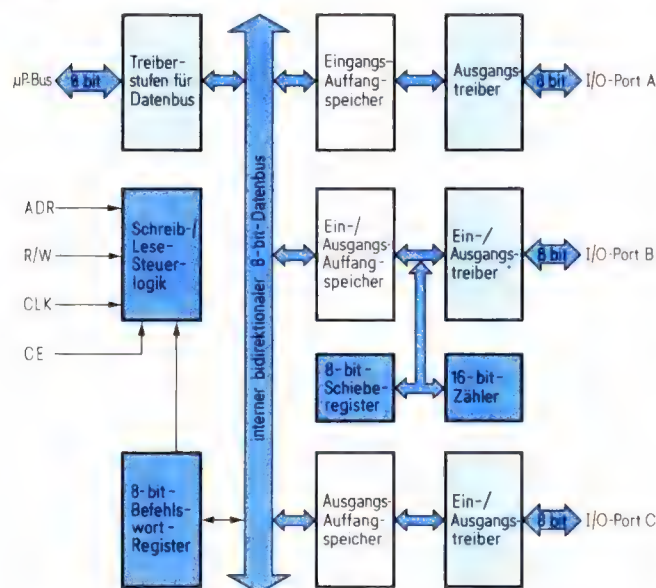 µP-Bus
8 bit
Treiber-
stufen für
Datenbus
Eingangs-
Auffang-
speicher
Ausgangs-
treiber
8 bit
I/O-Port A
interner bidirektionaler 8-bit-Datenbus
ADR
R/W
CLK
CE
Schreib-/
Lese-
Steuer-
logik
Ein-/
Ausgangs-
Auffang-
speicher
Ein-/
Ausgangs-
treiber
8 bit
I/O-Port B
8-bit-
Schiebe-
register
16-bit-
Zähler
8-bit-
Befehls-
wort-
Register
Ausgangs-
Auffang-
speicher
Ein-/
Ausgangs-
treiber
8 bit
I/O-Port C